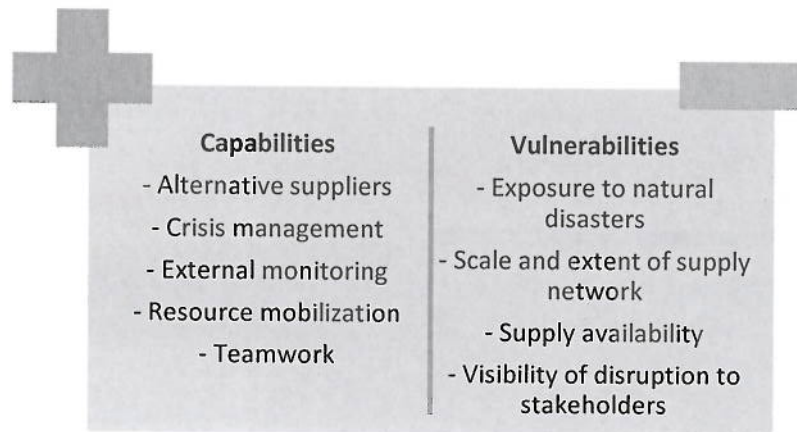 Capabilities
- Alternative suppliers
- Crisis management
- External monitoring
- Resource mobilization
- Teamwork
Vulnerabilities
- Exposure to natural
disasters
- Scale and extent of supply
network
- Supply availability
- Visibility of disruption to
stakeholders